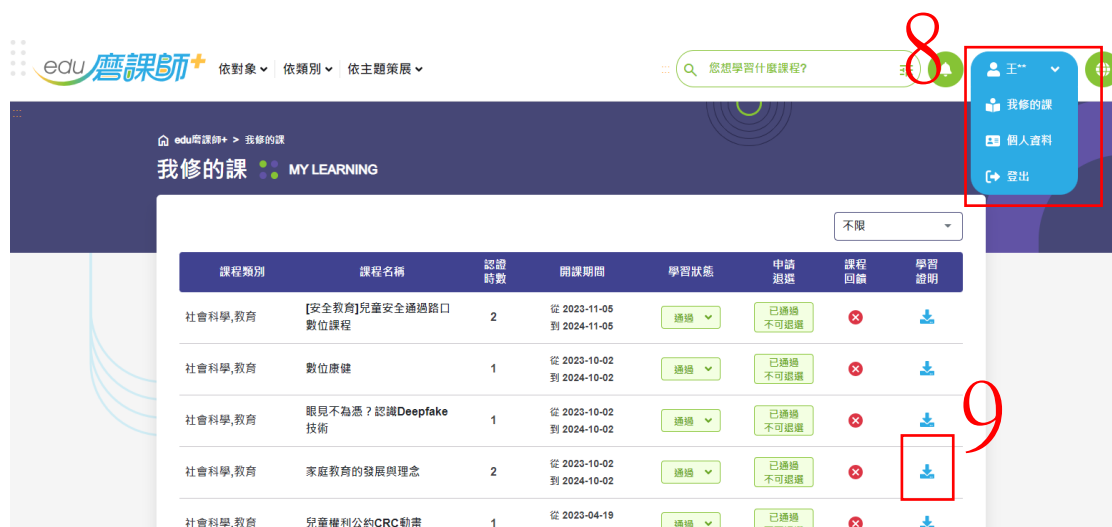 8
edu磨課師+
依對象
依類別
依主題策展
您想學習什麼課程?
王**
我修的課
個人資料
登出
edu磨課師+ > 我修的課
我修的課 MY LEARNING
不限
課程類別 課程名稱 認證時數 開課期間 學習狀態 申請退選 課程回饋 學習證明
社會科學,教育
[安全教育]兒童安全通過路口
數位課程
2
從 2023-11-05
到 2024-11-05
通過
已通過
不可退選
社會科學,教育
數位康健
1
從 2023-10-02
到 2024-10-02
通過
已通過
不可退選
社會科學,教育
眼見不為憑?認識Deepfake
技術
1
從 2023-10-02
到 2024-10-02
通過
已通過
不可退選
9
社會科學,教育
家庭教育的發展與理念
2
從 2023-10-02
到 2024-10-02
通過
已通過
不可退選
社會科學,教育
兒童權利公約CRC動畫
1
從 2023-04-19
通過
已通過